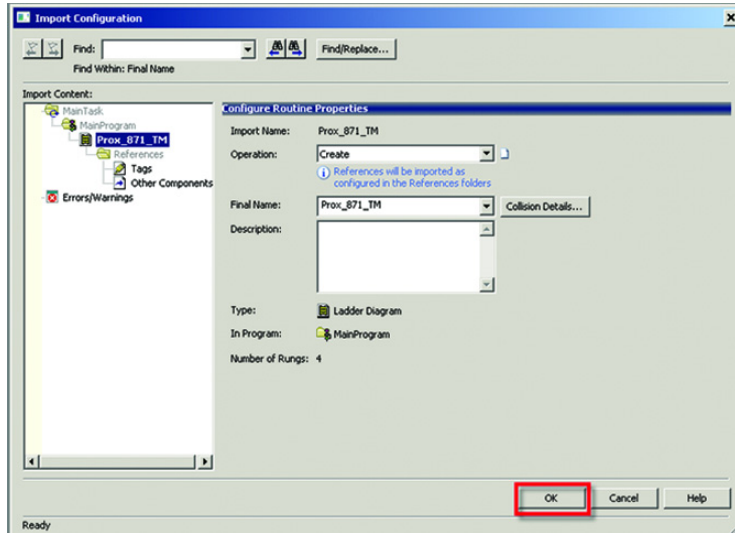 Import Configuration
Find:
Find/Replace...
Find Within: Final Name
Import Content:
MainTask
MainProgram
Prox_871_TM
References
Tags
Other Components
Errors/Warnings
Configure Routine Properties
Import Name: Prox_871_TM
Operation: Create
References will be imported as
configured in the References folders
Final Name: Prox_871_TM Collision Details...
Description:
Type: Ladder Diagram
In Program: MainProgram
Number of Rungs: 4
OK Cancel Help
Ready